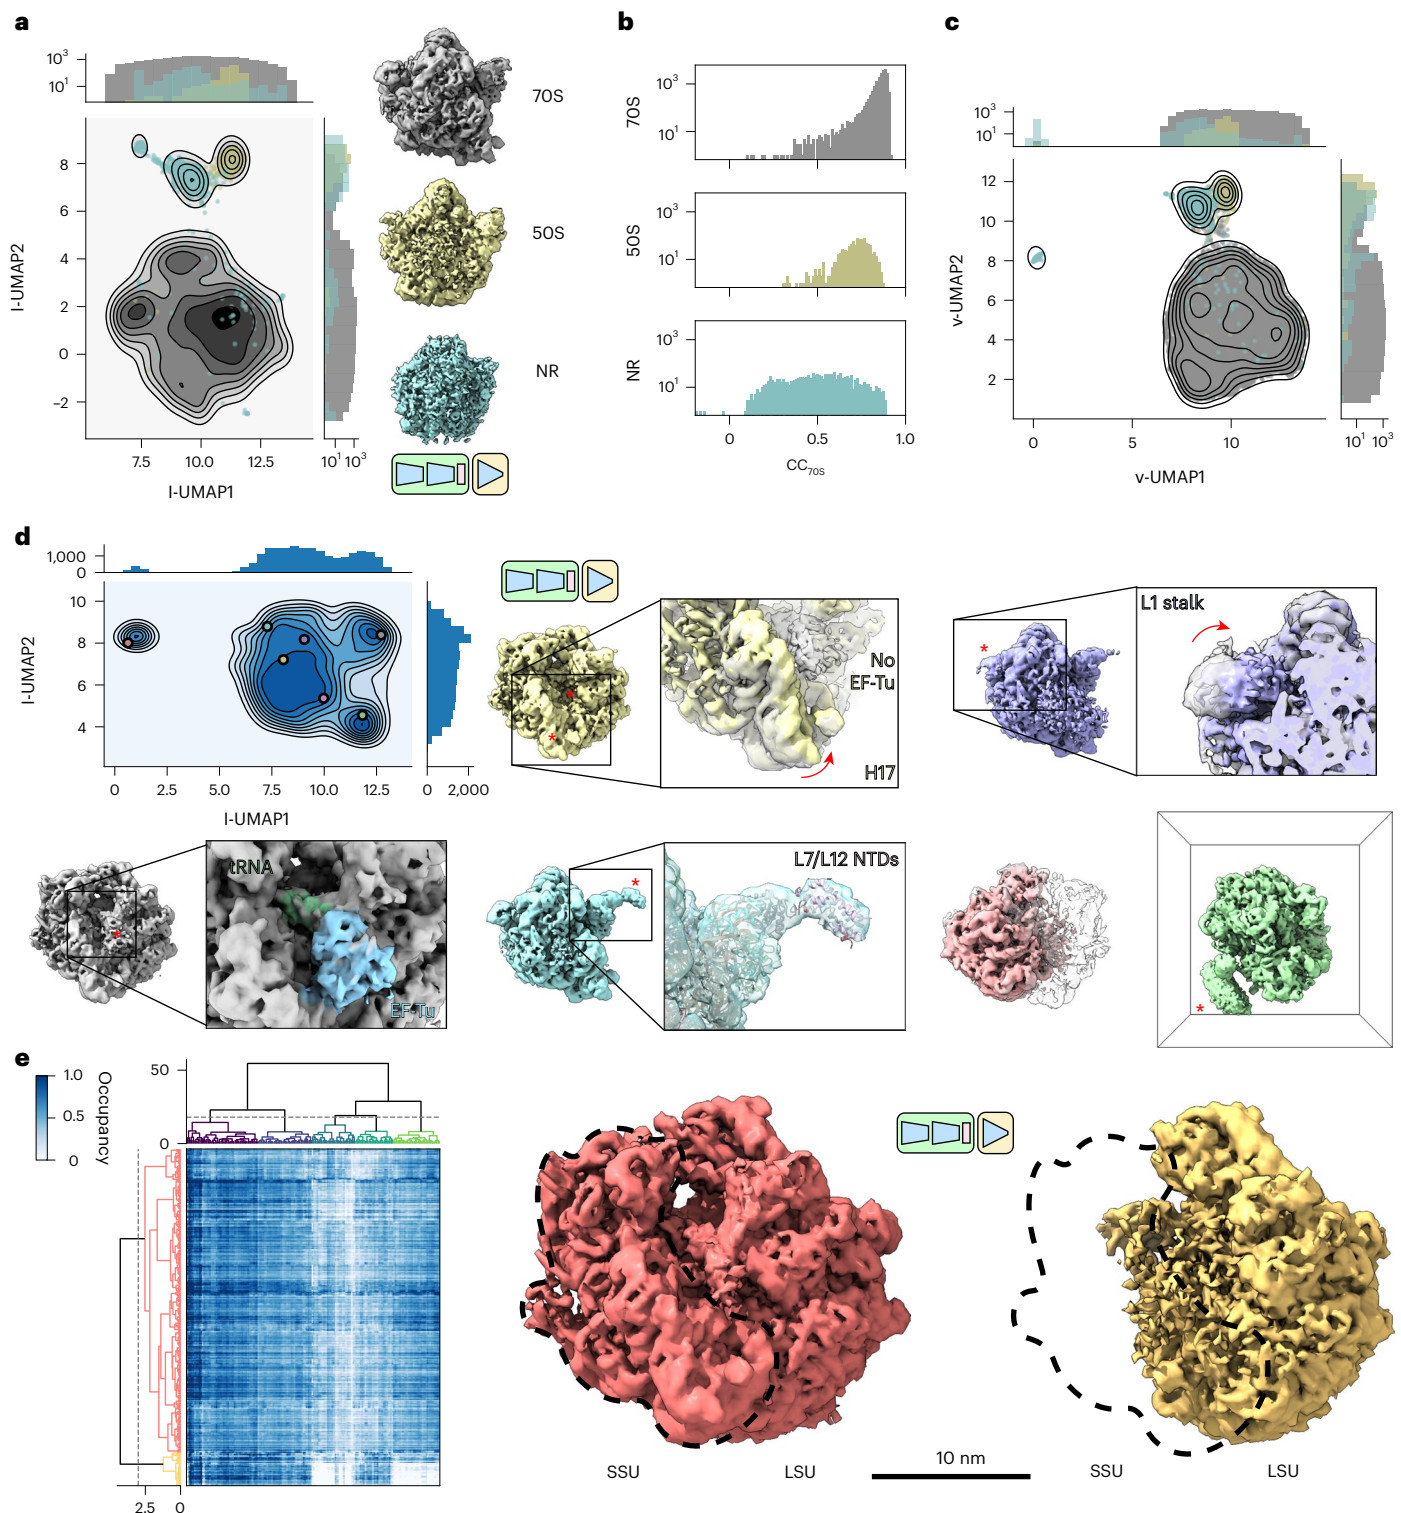 a
10³
10¹
8
6
4
2
0
−2
l-UMAP2
7.5 10.0 12.5
10¹ 10³
l-UMAP1
70S
50S
NR
b
70S
10³
10¹
50S
10³
10¹
NR
10³
10¹
0 0.5 1.0
CC70S
c
10³
10¹
12
10
8
6
4
2
v-UMAP2
0 5 10
10¹ 10³
v-UMAP1
d
1,000
0
10
8
6
4
l-UMAP2
0 2.5 5.0 7.5 10.0 12.5
0 2,000
l-UMAP1
*
No
EF-Tu
H17
*
L1 stalk
tRNA
EF-Tu
*
L7/L12 NTDs
*
e
1.0
0.5
0
Occupancy
50
0
2.5 0
SSU LSU
10 nm
SSU LSU